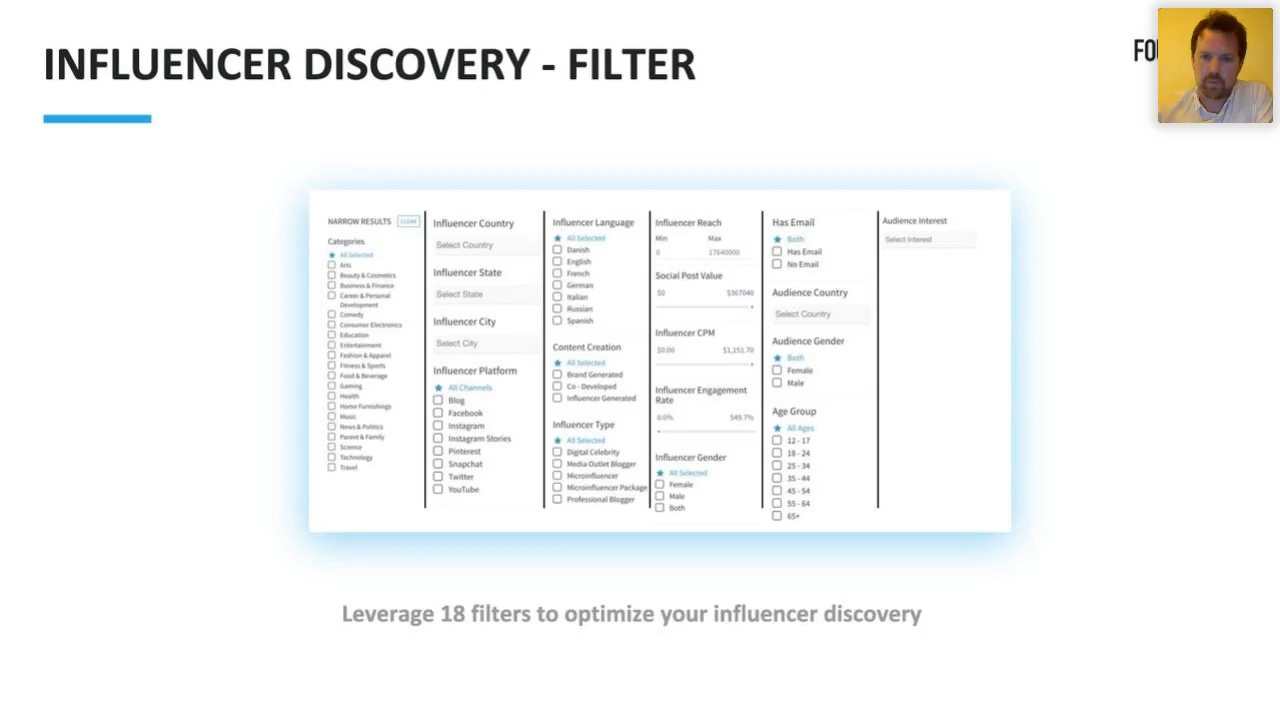 INFLUENCER DISCOVERY - FILTER
FO
NARROW RESULTS
CLEAR
Categories
All Selected
Arts
Beauty & Cosmetics
Business & Finance
Career & Personal
Development
Comedy
Consumer Electronics
Education
Entertainment
Fashion & Apparel
Fitness & Sports
Food & Beverage
Gaming
Health
Home Furnishings
Music
News & Politics
Parent & Family
Science
Technology
Travel
Influencer Country
Select Country
Influencer State
Select State
Influencer City
Select City
Influencer Platform
All Channels
Blog
Facebook
Instagram
Instagram Stories
Pinterest
Snapchat
Twitter
YouTube
Influencer Language
All Selected
Danish
English
French
German
Italian
Russian
Spanish
Content Creation
All Selected
Brand Generated
Co - Developed
Influencer Generated
Influencer Type
All Selected
Digital Celebrity
Media Outlet Blogger
Microinfluencer
Microinfluencer Package
Professional Blogger
Influencer Reach
Min Max
0 17640000
Social Post Value
$0 $367040
Influencer CPM
$0.00 $1,151.70
Influencer Engagement
Rate
0.0% 549.7%
Influencer Gender
All Selected
Female
Male
Both
Has Email
Both
Has Email
No Email
Audience Country
Select Country
Audience Gender
Both
Female
Male
Age Group
All Ages
12 - 17
18 - 24
25 - 34
35 - 44
45 - 54
55 - 64
65+
Audience Interest
Select Interest
Leverage 18 filters to optimize your influencer discovery